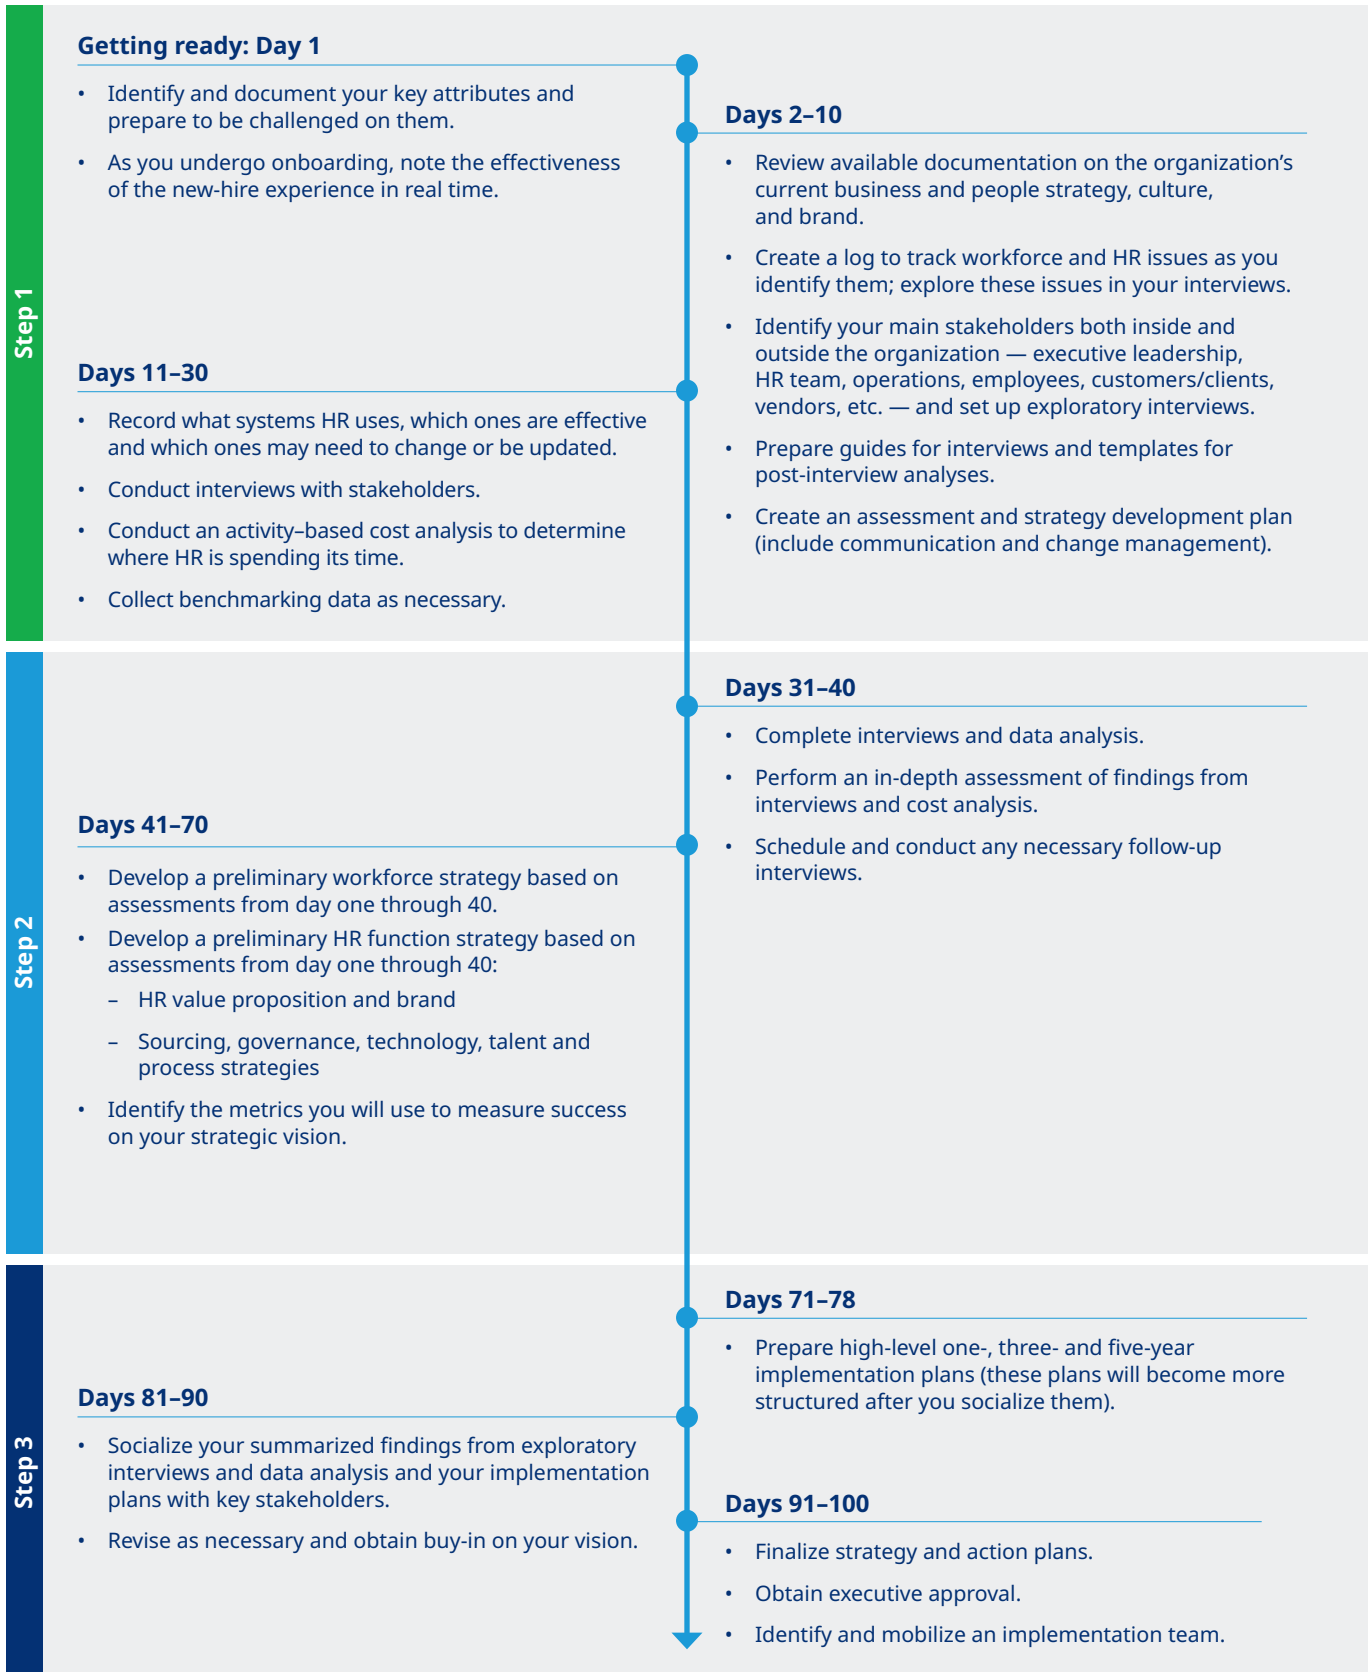 Step 1
Getting ready: Day 1
• Identify and document your key attributes and
prepare to be challenged on them.
• As you undergo onboarding, note the effectiveness
of the new-hire experience in real time.
Days 2–10
• Review available documentation on the organization’s
current business and people strategy, culture,
and brand.
• Create a log to track workforce and HR issues as you
identify them; explore these issues in your interviews.
• Identify your main stakeholders both inside and
outside the organization — executive leadership,
HR team, operations, employees, customers/clients,
vendors, etc. — and set up exploratory interviews.
• Prepare guides for interviews and templates for
post-interview analyses.
• Create an assessment and strategy development plan
(include communication and change management).
Days 11–30
• Record what systems HR uses, which ones are effective
and which ones may need to change or be updated.
• Conduct interviews with stakeholders.
• Conduct an activity–based cost analysis to determine
where HR is spending its time.
• Collect benchmarking data as necessary.
Step 2
Days 31–40
• Complete interviews and data analysis.
• Perform an in-depth assessment of findings from
interviews and cost analysis.
• Schedule and conduct any necessary follow-up
interviews.
Days 41–70
• Develop a preliminary workforce strategy based on
assessments from day one through 40.
• Develop a preliminary HR function strategy based on
assessments from day one through 40:
– HR value proposition and brand
– Sourcing, governance, technology, talent and
process strategies
• Identify the metrics you will use to measure success
on your strategic vision.
Step 3
Days 71–78
• Prepare high-level one-, three- and five-year
implementation plans (these plans will become more
structured after you socialize them).
Days 81–90
• Socialize your summarized findings from exploratory
interviews and data analysis and your implementation
plans with key stakeholders.
• Revise as necessary and obtain buy-in on your vision.
Days 91–100
• Finalize strategy and action plans.
• Obtain executive approval.
• Identify and mobilize an implementation team.